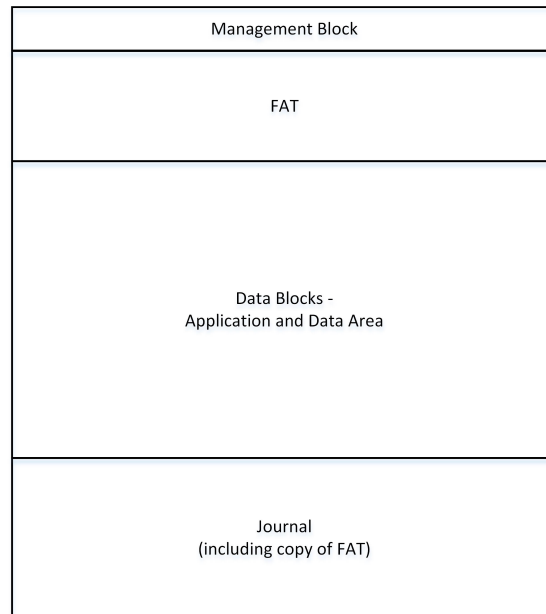 Management Block
FAT
Data Blocks -
Application and Data Area
Journal
(including copy of FAT)